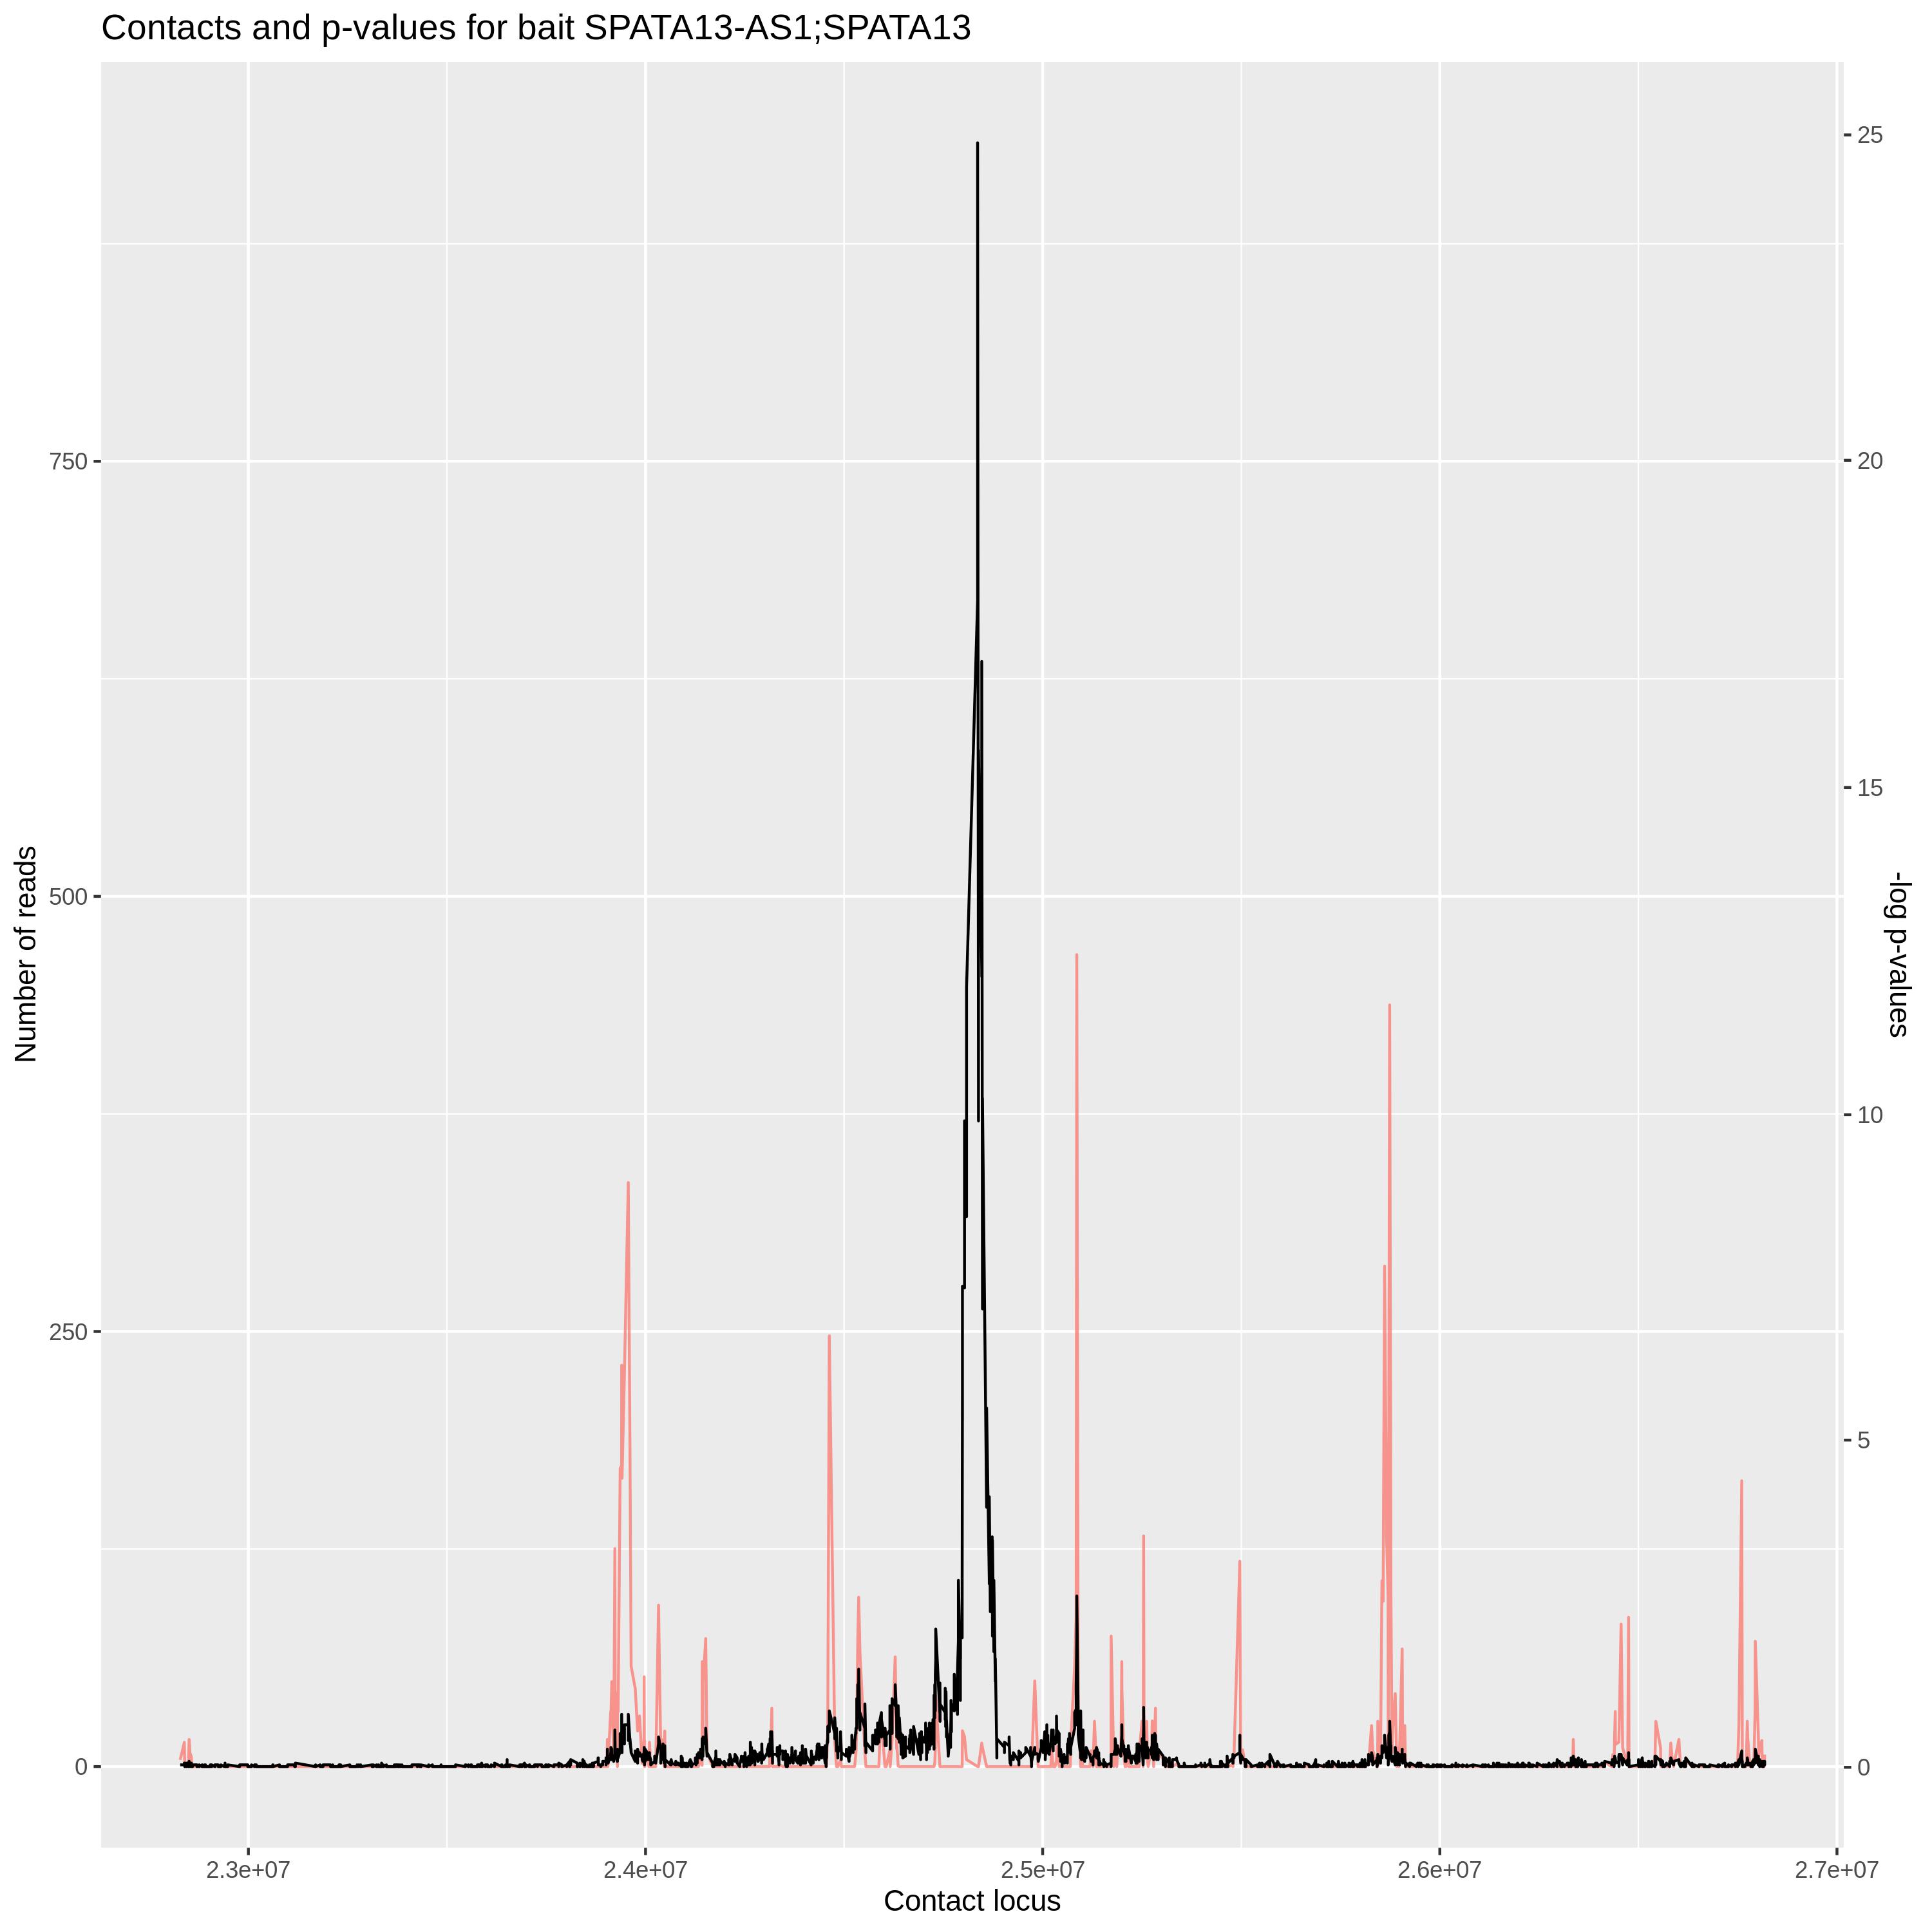 Contacts and p-values for bait SPATA13-AS1;SPATA13
Number of reads
750
500
250
0
25
20
15
10
5
0
-log p-values
2.3e+07
2.4e+07
2.5e+07
2.6e+07
2.7e+07
Contact locus